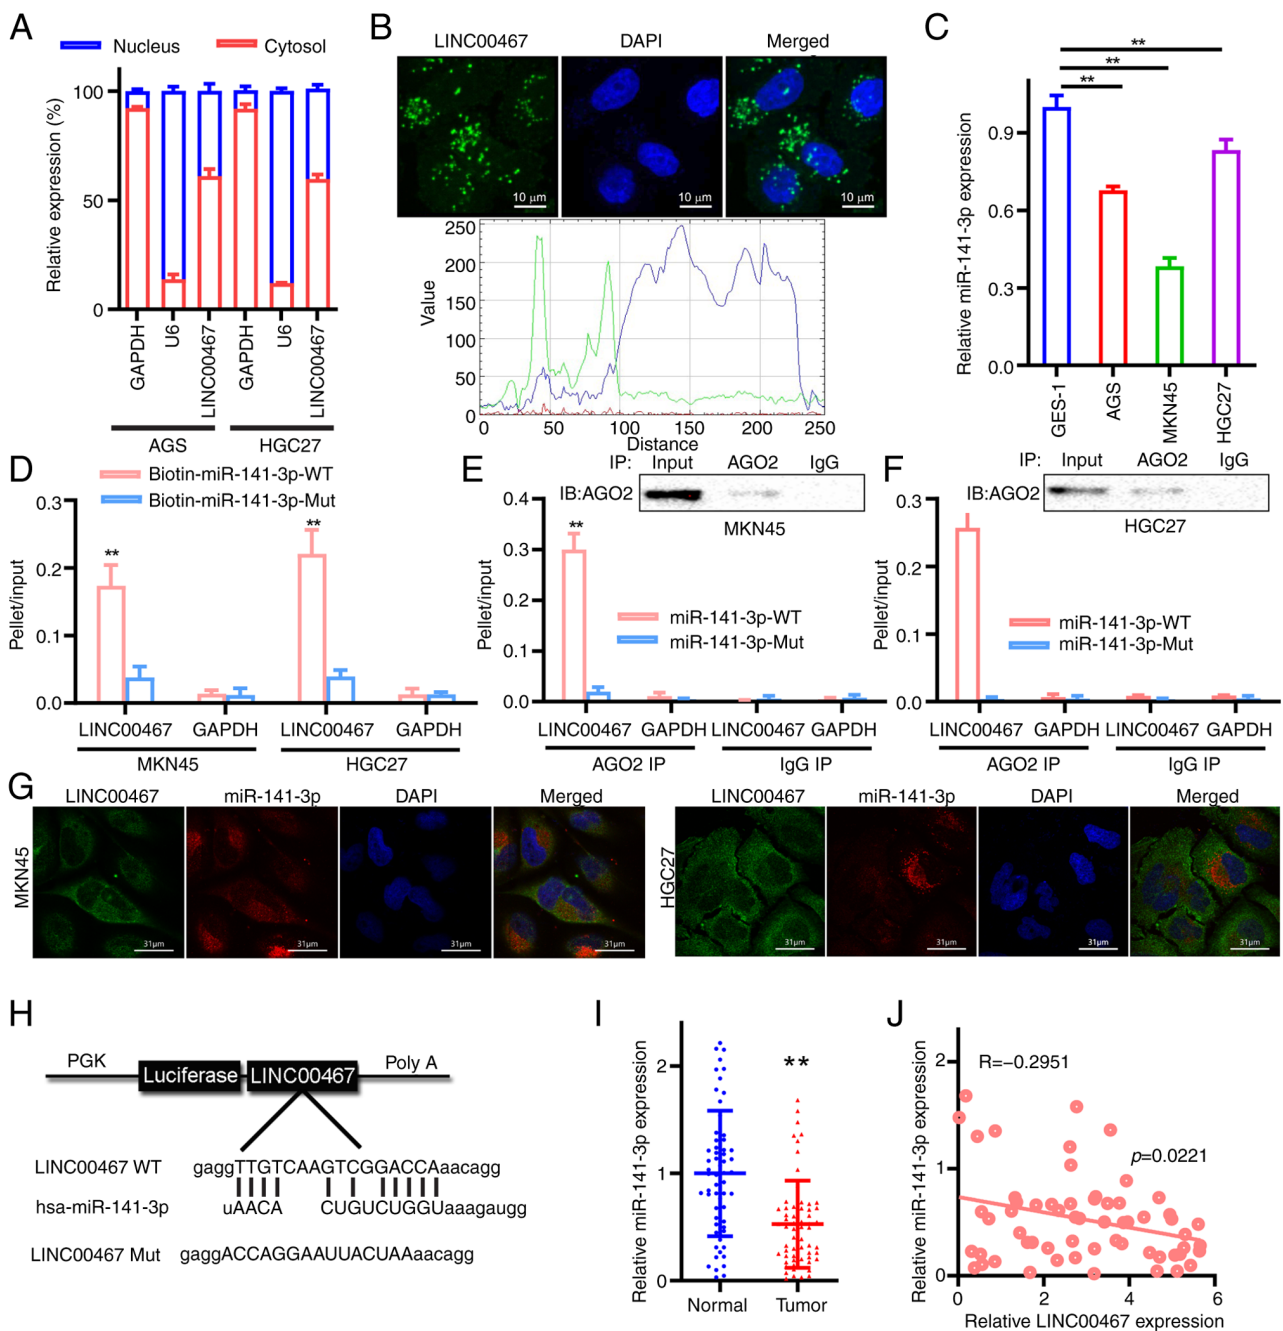 A
Nucleus
Cytosol
Relative expression (%)
100
50
0
GAPDH
U6
LINC00467
GAPDH
U6
LINC00467
AGS
HGC27
B
LINC00467
DAPI
Merged
10 μm
10 μm
10 μm
Value
250
200
150
100
50
0
0
50
100
150
200
250
Distance
C
**
**
**
Relative miR-141-3p expression
0.9
0.6
0.3
0.0
GES-1
AGS
MKN45
HGC27
D
Biotin-miR-141-3p-WT
Biotin-miR-141-3p-Mut
Pellet/input
0.3
0.2
0.1
0.0
**
**
LINC00467
GAPDH
LINC00467
GAPDH
MKN45
HGC27
E
IP:
Input
AGO2
IgG
IB:AGO2
MKN45
Pellet/input
0.4
0.3
0.2
0.1
0.0
**
miR-141-3p-WT
miR-141-3p-Mut
LINC00467
GAPDH
LINC00467
GAPDH
AGO2 IP
IgG IP
F
IP:
Input
AGO2
IgG
IB:AGO2
HGC27
Pellet/input
0.3
0.2
0.1
0.0
miR-141-3p-WT
miR-141-3p-Mut
LINC00467
GAPDH
LINC00467
GAPDH
AGO2 IP
IgG IP
G
LINC00467
miR-141-3p
DAPI
Merged
MKN45
31μm
31μm
31μm
31μm
LINC00467
miR-141-3p
DAPI
Merged
HGC27
31μm
31μm
31μm
31μm
H
PGK
Luciferase
LINC00467
Poly A
LINC00467 WT gaggTTGTCAAGTCGGACCAaacagg
hsa-miR-141-3p uAACA CUGUCUGGUaaagaugg
LINC00467 Mut gaggACCAGGAAUUACUAAaacagg
I
Relative miR-141-3p expression
2
1
0
**
Normal
Tumor
J
Relative miR-141-3p expression
2
1
0
R=−0.2951
p=0.0221
0
2
4
6
Relative LINC00467 expression